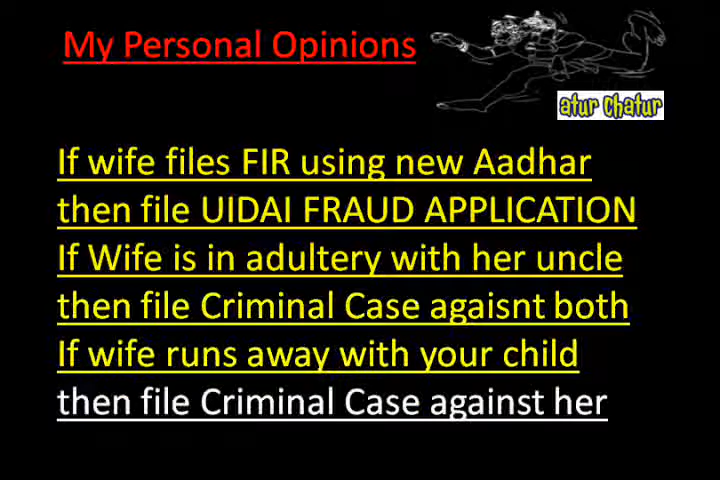 My Personal Opinions
atur chatur
If wife files FIR using new Aadhar
then file UIDAI FRAUD APPLICATION
If Wife is in adultery with her uncle
then file Criminal Case agaisnt both
If wife runs away with your child
then file Criminal Case against her